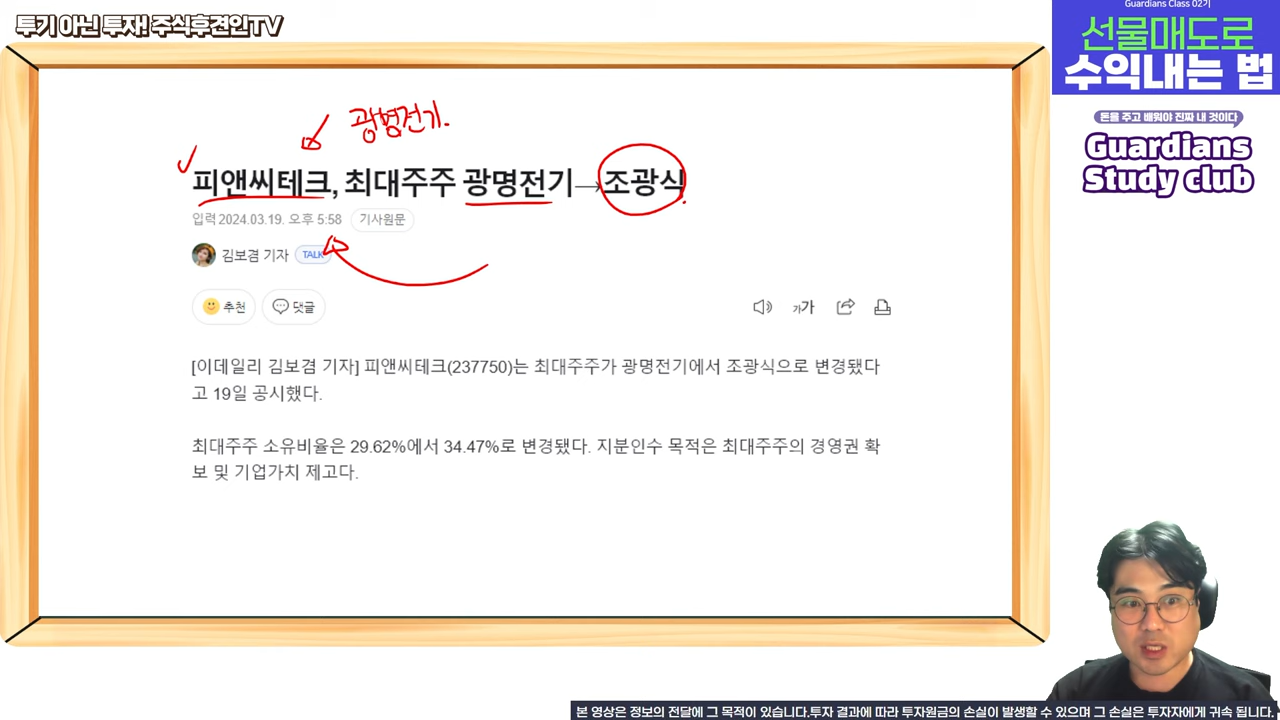 투기 아닌 투자! 주식후견인TV
Guardians Class 02기
선물매도로
수익내는 법
돈을 주고 배워야 진짜 내 것이다
Guardians
Study club
광명전기.
피앤씨테크, 최대주주 광명전기→조광식
입력 2024.03.19. 오후 5:58 기사원문
김보겸 기자 TALK
추천 댓글
가가
[이데일리 김보겸 기자] 피앤씨테크(237750)는 최대주주가 광명전기에서 조광식으로 변경됐다
고 19일 공시했다.
최대주주 소유비율은 29.62%에서 34.47%로 변경됐다. 지분인수 목적은 최대주주의 경영권 확
보 및 기업가치 제고다.
본 영상은 정보의 전달에 그 목적이 있습니다.투자 결과에 따라 투자원금의 손실이 발생할 수 있으며 그 손실은 투자자에게 귀속 됩니다.